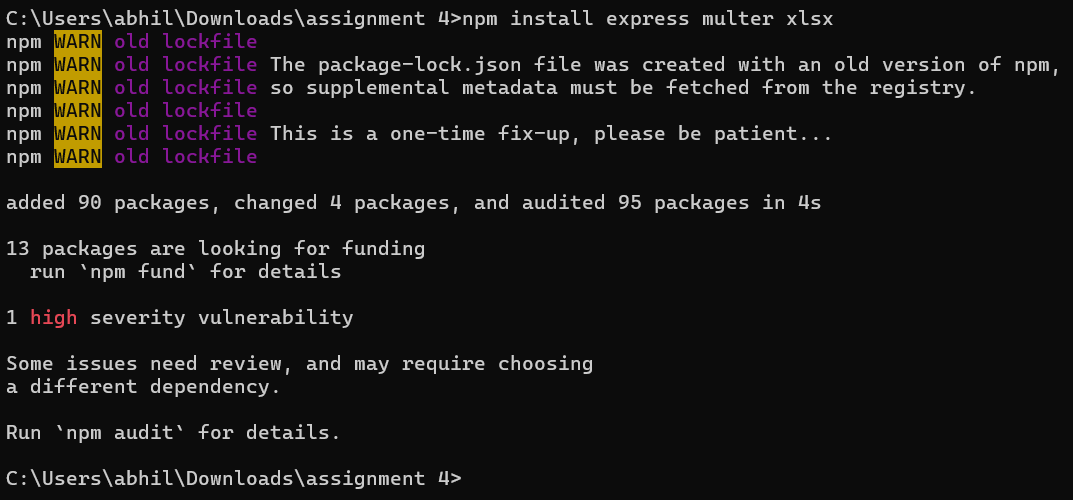 C:\Users\abhil\Downloads\assignment 4>npm install express multer xlsx
npm WARN old lockfile
npm WARN old lockfile The package-lock.json file was created with an old version of npm,
npm WARN old lockfile so supplemental metadata must be fetched from the registry.
npm WARN old lockfile
npm WARN old lockfile This is a one-time fix-up, please be patient...
npm WARN old lockfile

added 90 packages, changed 4 packages, and audited 95 packages in 4s

13 packages are looking for funding
  run `npm fund` for details

1 high severity vulnerability

Some issues need review, and may require choosing
a different dependency.

Run `npm audit` for details.

C:\Users\abhil\Downloads\assignment 4>